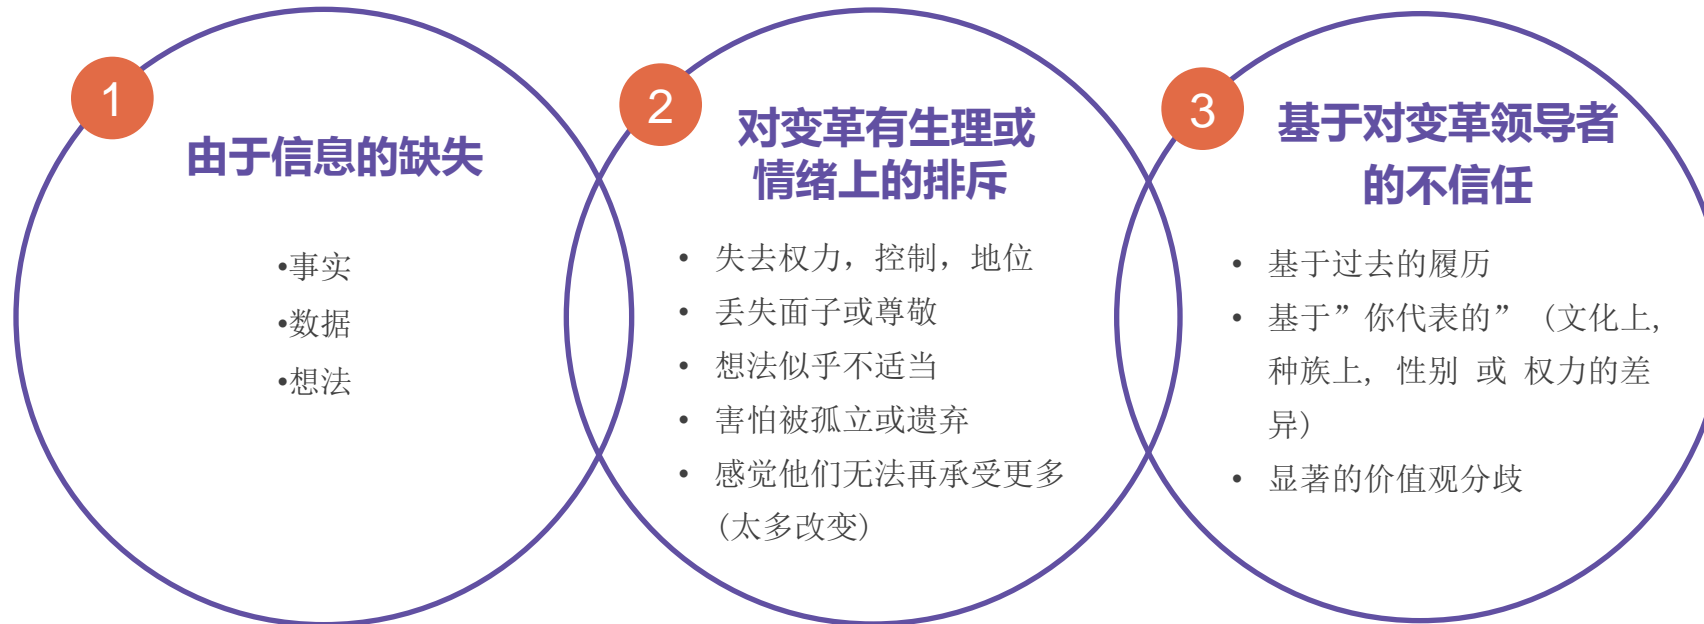 1
由于信息的缺失
•事实
•数据
•想法
2
对变革有生理或
情绪上的排斥
• 失去权力，控制，地位
• 丢失面子或尊敬
• 想法似乎不适当
• 害怕被孤立或遗弃
• 感觉他们无法再承受更多
(太多改变)
3
基于对变革领导者
的不信任
• 基于过去的履历
• 基于”你代表的” (文化上,
种族上, 性别 或 权力的差
异)
• 显著的价值观分歧